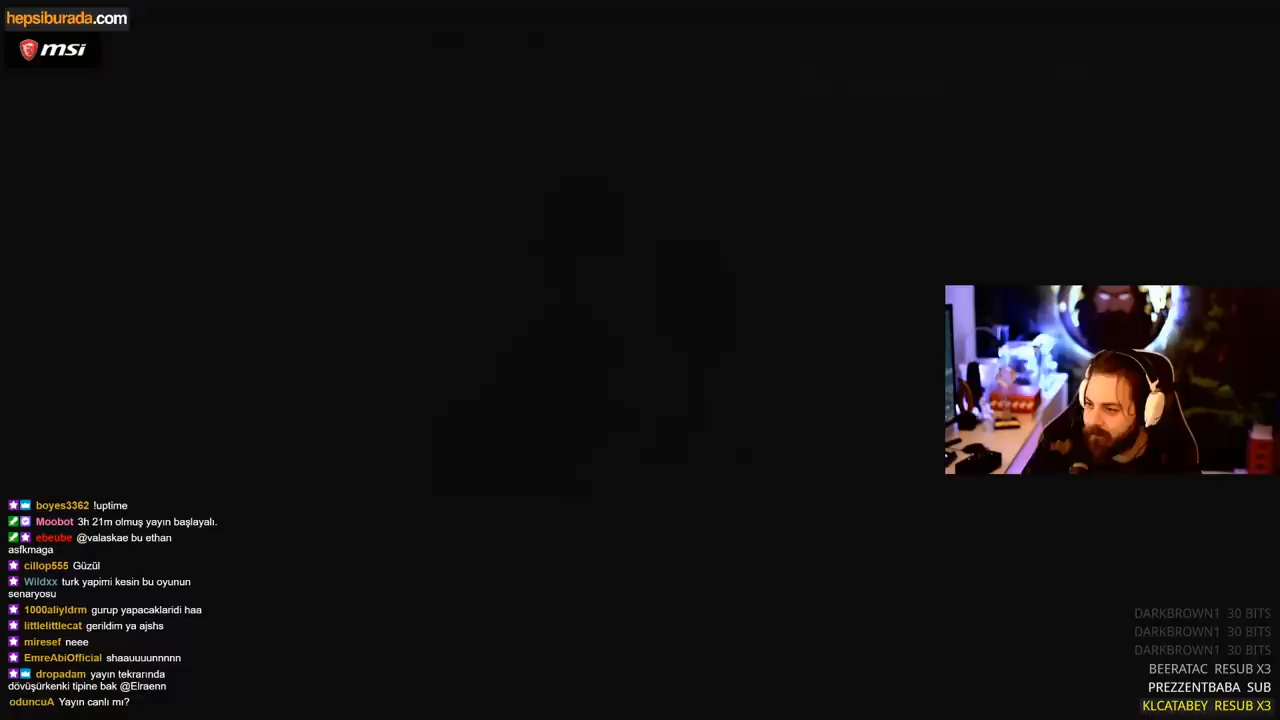 hepsiburada.com
msi
boyes3362 !uptime
Moobot 3h 21m olmuş yayın başlayalı.
ebeube @valaskae bu ethan
asfkmaga
cillop555 Güzül
Wildxx turk yapimi kesin bu oyunun
senaryosu
1000aliyldrm gurup yapacaklaridi haa
littlelittlecat gerildim ya ajshs
miresef neee
EmreAbiOfficial shaauuuunnnnn
dropadam yayın tekrarında
dövüşürkenki tipine bak @Elraenn
oduncuA Yayın canlı mı?
DARKBROWN1 30 BITS
DARKBROWN1 30 BITS
DARKBROWN1 30 BITS
BEERATAC RESUB X3
PREZZENTBABA SUB
KLCATABEY RESUB X3